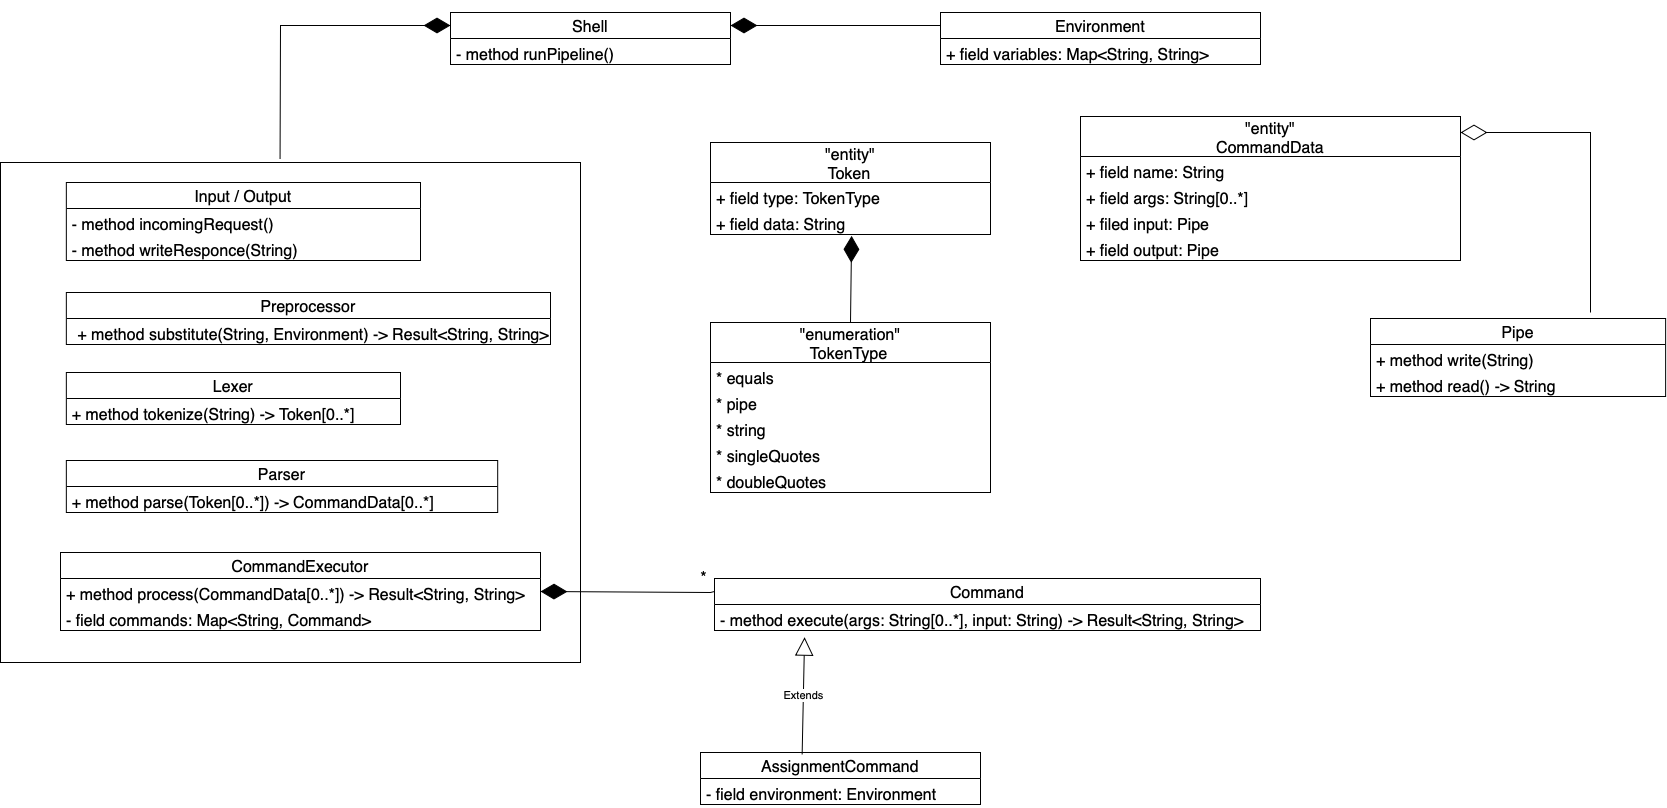 Shell
- method runPipeline()
Environment
+ field variables: Map<String, String>
"entity"
CommandData
+ field name: String
+ field args: String[0..*]
+ filed input: Pipe
+ field output: Pipe
"entity"
Token
+ field type: TokenType
+ field data: String
Input / Output
- method incomingRequest()
- method writeResponce(String)
Preprocessor
+ method substitute(String, Environment) -> Result<String, String>
Lexer
+ method tokenize(String) -> Token[0..*]
Parser
+ method parse(Token[0..*]) -> CommandData[0..*]
CommandExecutor
+ method process(CommandData[0..*]) -> Result<String, String>
- field commands: Map<String, Command>
"enumeration"
TokenType
* equals
* pipe
* string
* singleQuotes
* doubleQuotes
Pipe
+ method write(String)
+ method read() -> String
*
Command
- method execute(args: String[0..*], input: String) -> Result<String, String>
Extends
AssignmentCommand
- field environment: Environment